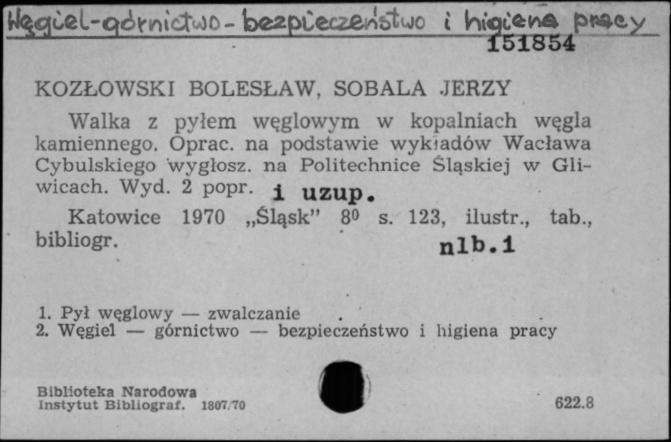 Węgiel-górnictwo-bezpieczeństwo i higiena pracy
151854
KOZŁOWSKI BOLESŁAW, SOBALA JERZY
Walka z pyłem węglowym w kopalniach węgla
kamiennego. Oprac. na podstawie wykładów Wacława
Cybulskiego wygłosz. na Politechnice Śląskiej w Gli-
wicach. Wyd. 2 popr. i uzup.
Katowice 1970 „Śląsk” 8⁰ s. 123, ilustr., tab.,
bibliogr. nlb.1
1. Pył węglowy — zwalczanie
2. Węgiel — górnictwo — bezpieczeństwo i higiena pracy
Biblioteka Narodowa
Instytut Bibliograf. 1807/70 622.8